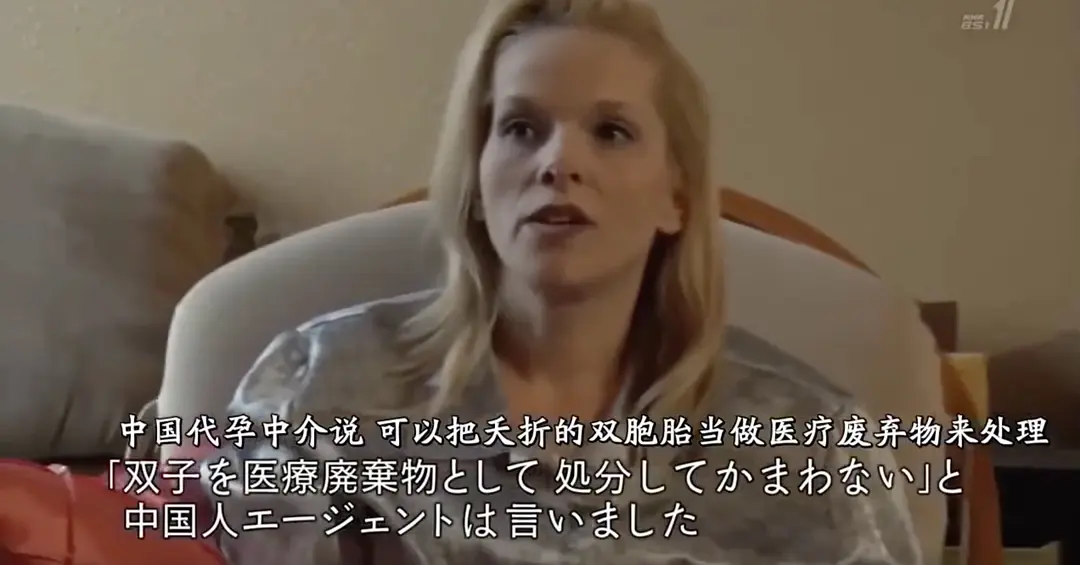 NHK BS1
中国代孕中介说 可以把夭折的双胞胎当做医疗废弃物来处理
「双子を医療廃棄物として 処分してかまわない」と
中国人エージェントは言いました